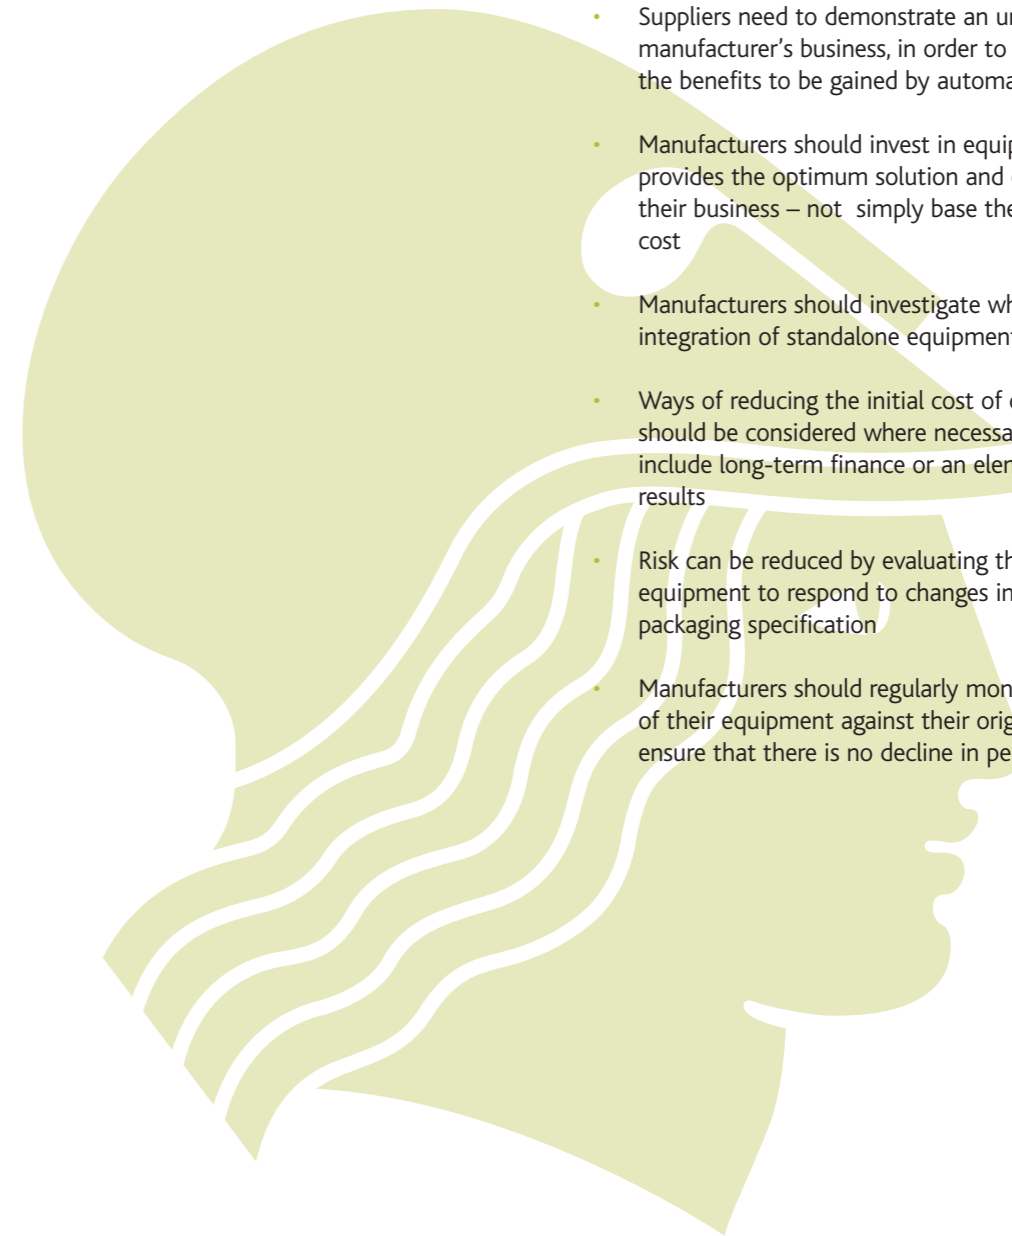 • Suppliers need to demonstrate an
manufacturer's business, in order to
the benefits to be gained by
• Manufacturers should invest in
provides the optimum solution and
their business – not simply base
cost
• Manufacturers should investigate
integration of standalone
• Ways of reducing the initial cost of
should be considered where
include long-term finance or an
results
• Risk can be reduced by evaluating
equipment to respond to changes in
packaging specification
• Manufacturers should regularly
of their equipment against their
ensure that there is no decline in